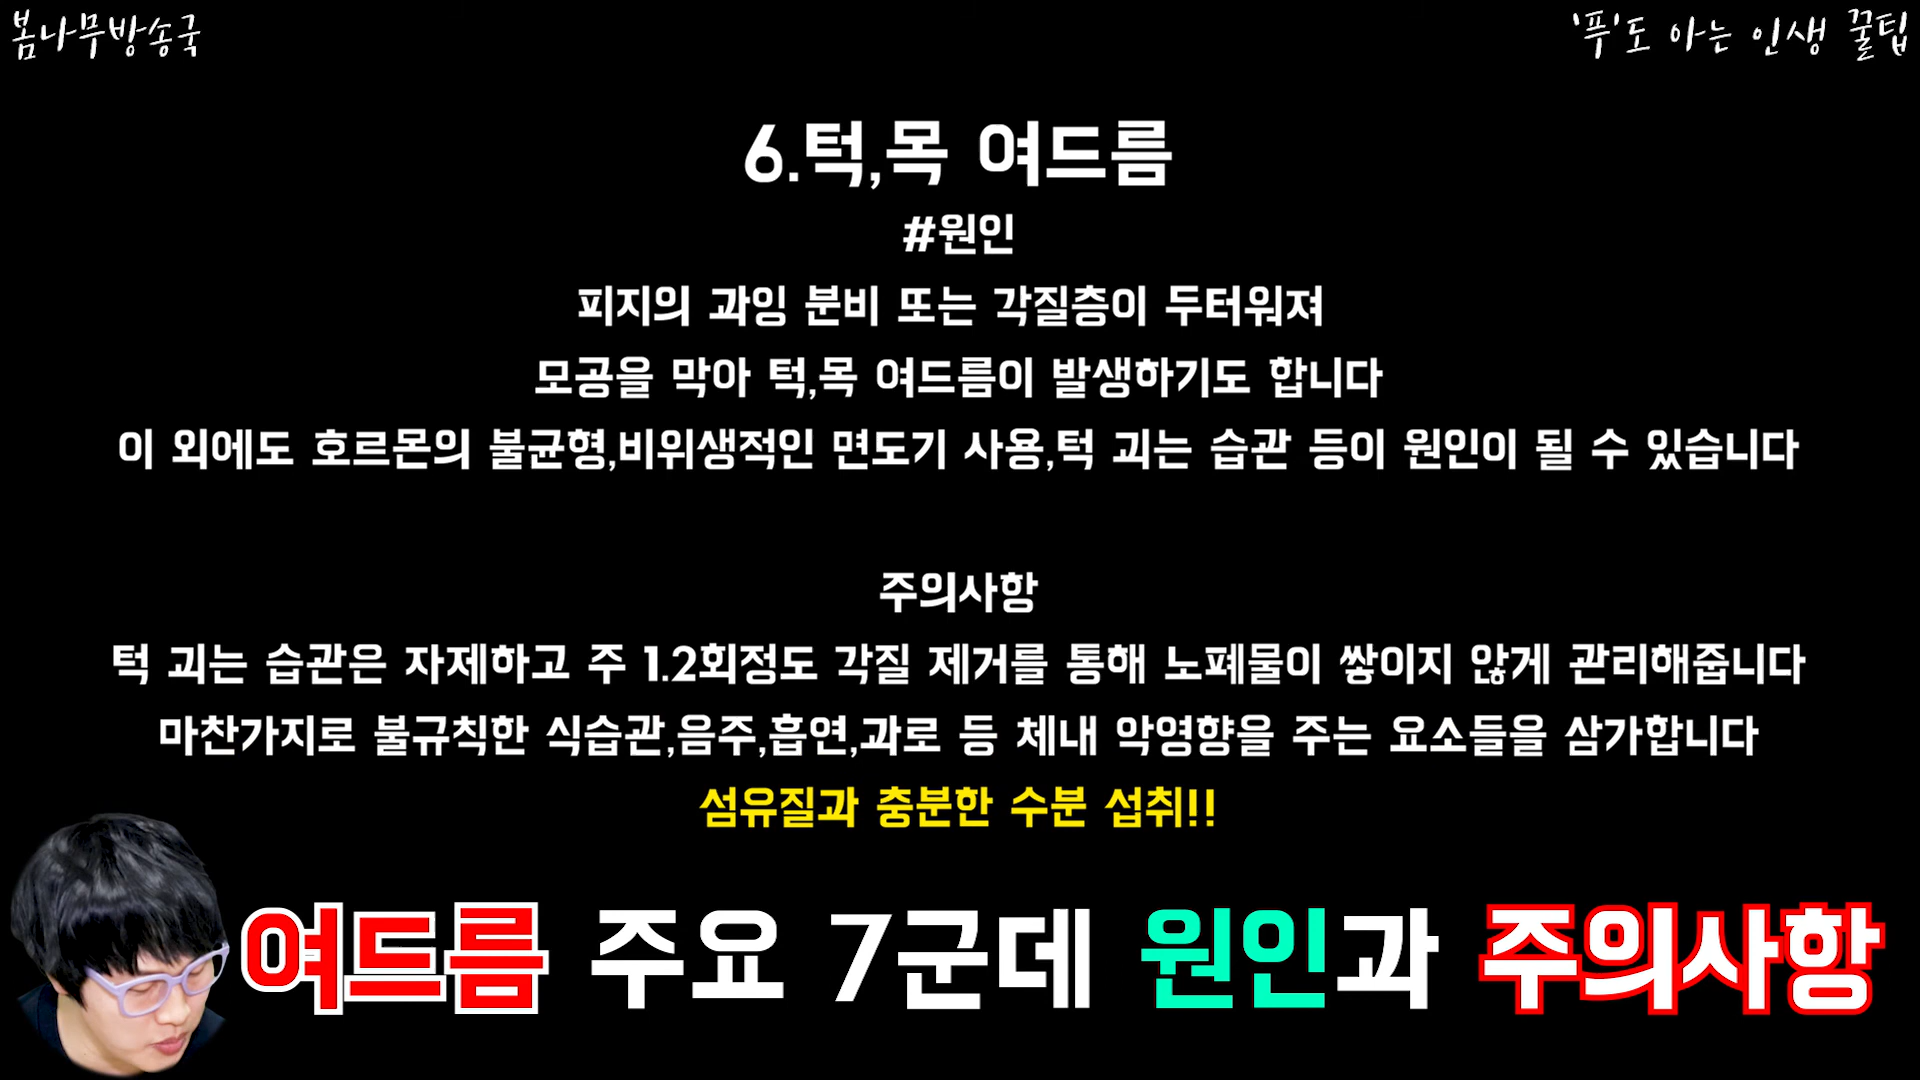 봄나무방송국
'푸'도 아는 인생 꿀팁
6.턱,목 여드름
#원인
피지의 과잉 분비 또는 각질층이 두터워져
모공을 막아 턱,목 여드름이 발생하기도 합니다
이 외에도 호르몬의 불균형,비위생적인 면도기 사용,턱 괴는 습관 등이 원인이 될 수 있습니다
주의사항
턱 괴는 습관은 자제하고 주 1.2회정도 각질 제거를 통해 노폐물이 쌓이지 않게 관리해줍니다
마찬가지로 불규칙한 식습관,음주,흡연,과로 등 체내 악영향을 주는 요소들을 삼가합니다
섬유질과 충분한 수분 섭취!!
여드름 주요 7군데 원인과 주의사항